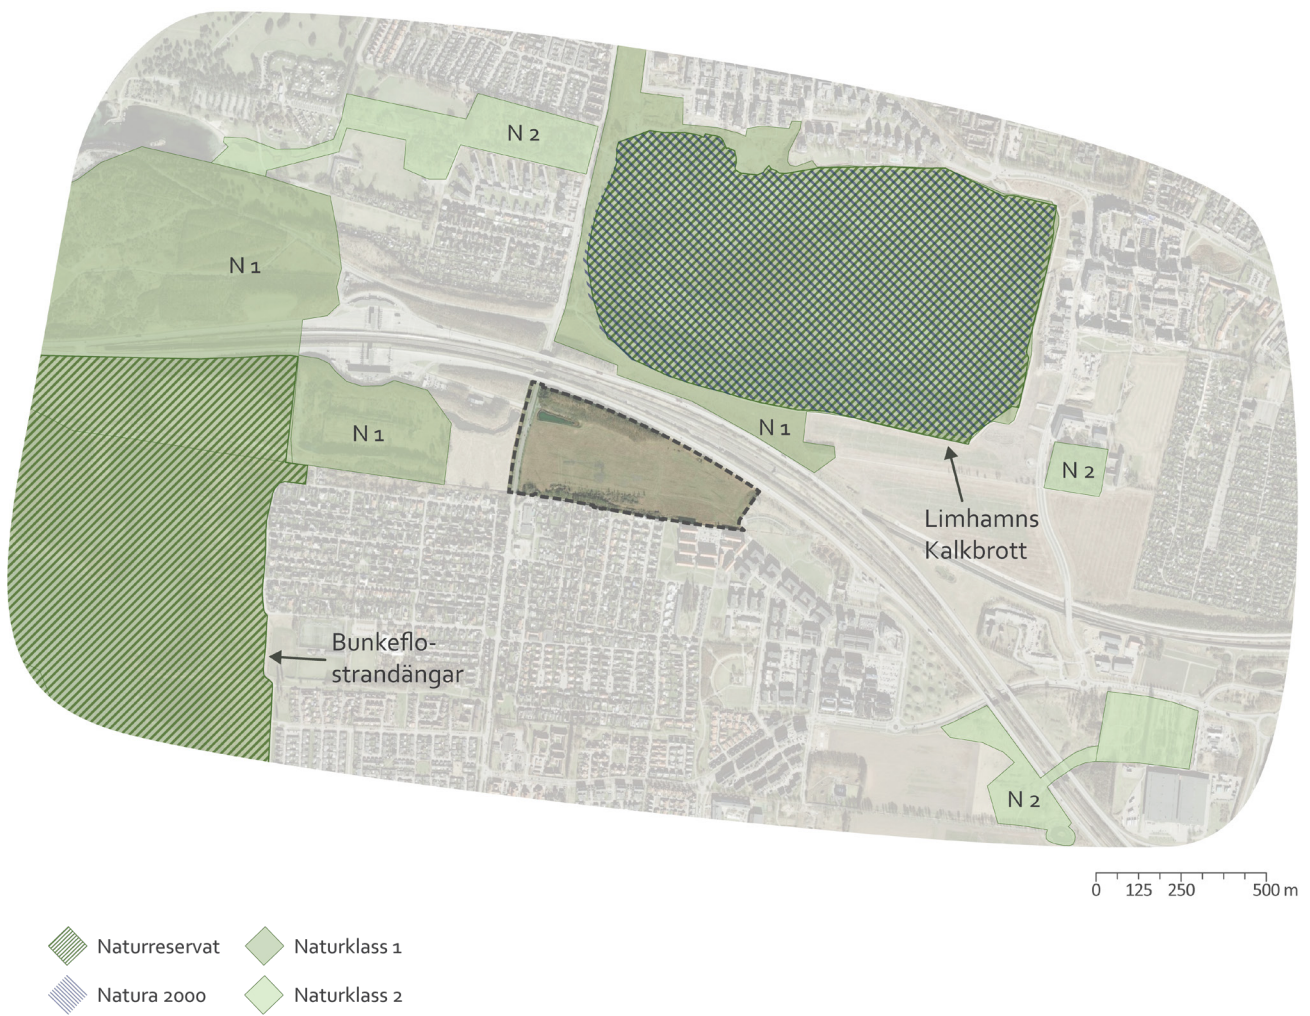 N 2
N 1
N 1
N 1
N 2
Limhamns
Kalkbrott
Bunkeflo-
strandängar
N 2
0 125 250 500 m
Naturreservat
Naturklass 1
Natura 2000
Naturklass 2